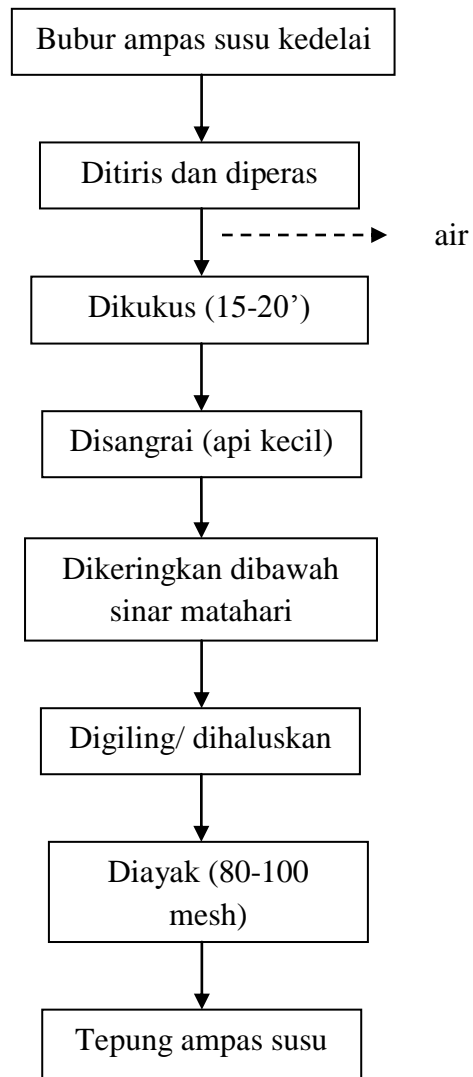 Bubur ampas susu kedelai
Ditiris dan diperas
air
Dikukus (15-20’)
Disangrai (api kecil)
Dikeringkan dibawah
sinar matahari
Digiling/ dihaluskan
Diayak (80-100
mesh)
Tepung ampas susu